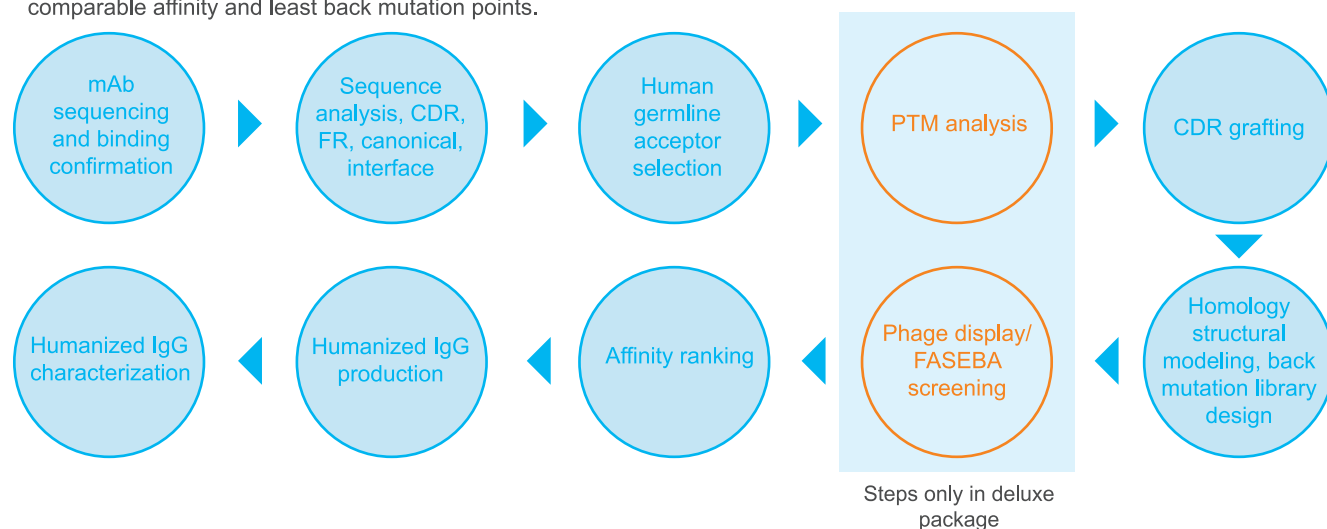 comparable affinity and least back mutation points.
mAb
sequencing
and binding
confirmation
Sequence
analysis, CDR,
FR, canonical,
interface
Human
germline
acceptor
selection
PTM analysis
CDR grafting
Homology
structural
modeling, back
mutation library
design
Phage display/
FASEBA
screening
Affinity ranking
Humanized IgG
production
Humanized IgG
characterization
Steps only in deluxe
package